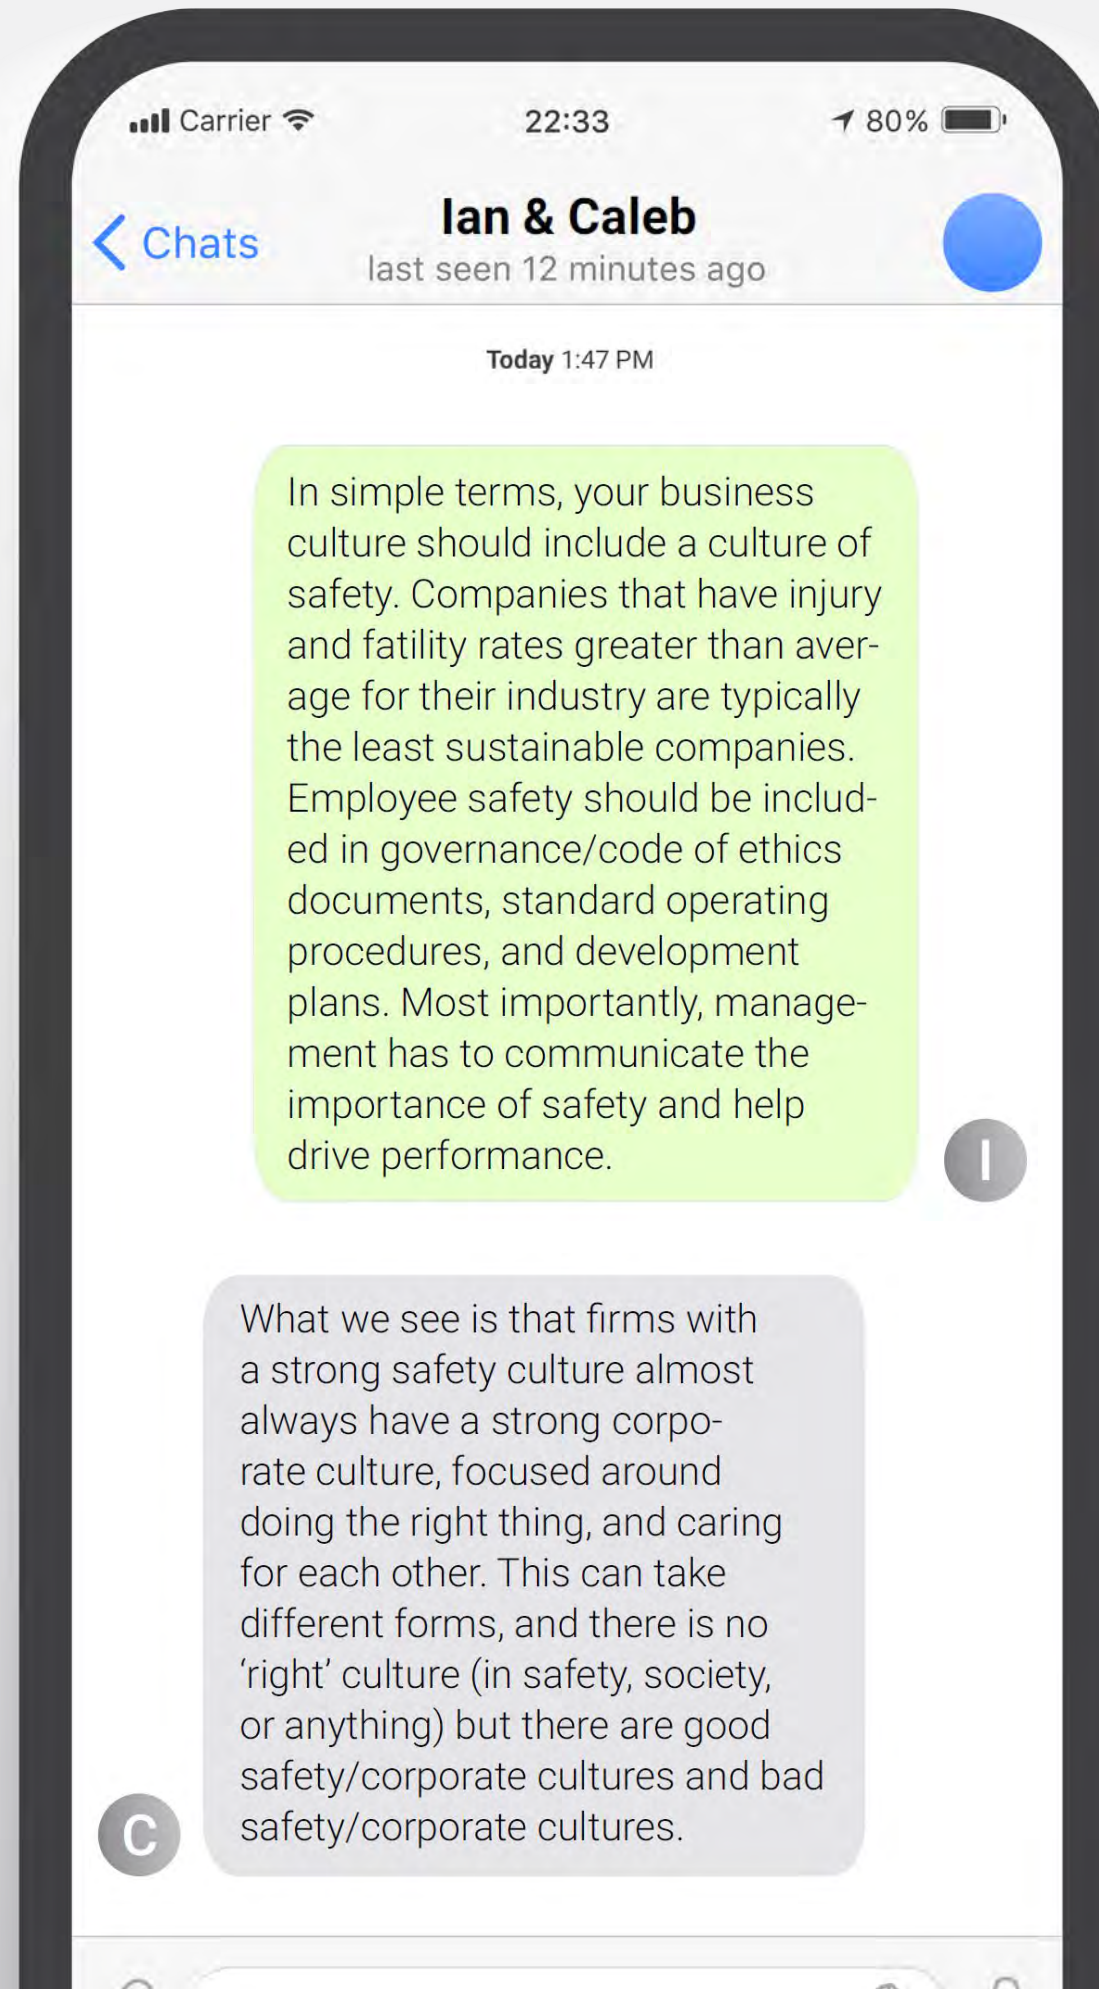 Carrier 22:33 80%
Chats Ian & Caleb
last seen 12 minutes ago
Today 1:47 PM
In simple terms, your business
culture should include a culture of
safety. Companies that have injury
and fatility rates greater than aver-
age for their industry are typically
the least sustainable companies.
Employee safety should be includ-
ed in governance/code of ethics
documents, standard operating
procedures, and development
plans. Most importantly, manage-
ment has to communicate the
importance of safety and help
drive performance.
I
What we see is that firms with
a strong safety culture almost
always have a strong corpo-
rate culture, focused around
doing the right thing, and caring
for each other. This can take
different forms, and there is no
‘right’ culture (in safety, society,
or anything) but there are good
safety/corporate cultures and bad
safety/corporate cultures.
C